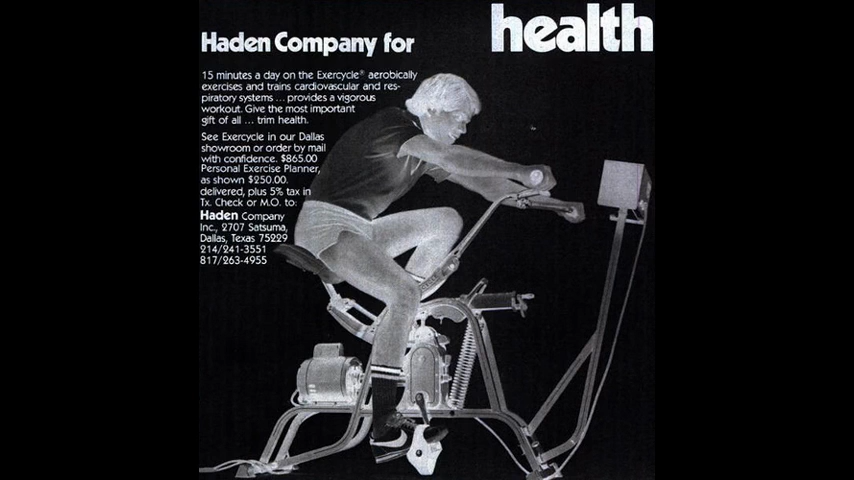 Haden Company for health
15 minutes a day on the Exercycle® aerobically
exercises and trains cardiovascular and res-
piratory systems ... provides a vigorous
workout. Give the most important
gift of all ... trim health.
See Exercycle in our Dallas
showroom or order by mail
with confidence. $865.00
Personal Exercise Planner,
as shown $250.00.
delivered, plus 5% tax in
Tx. Check or M.O. to:
Haden Company
Inc., 2707 Satsuma,
Dallas, Texas 75229
214/241-3551
817/263-4955